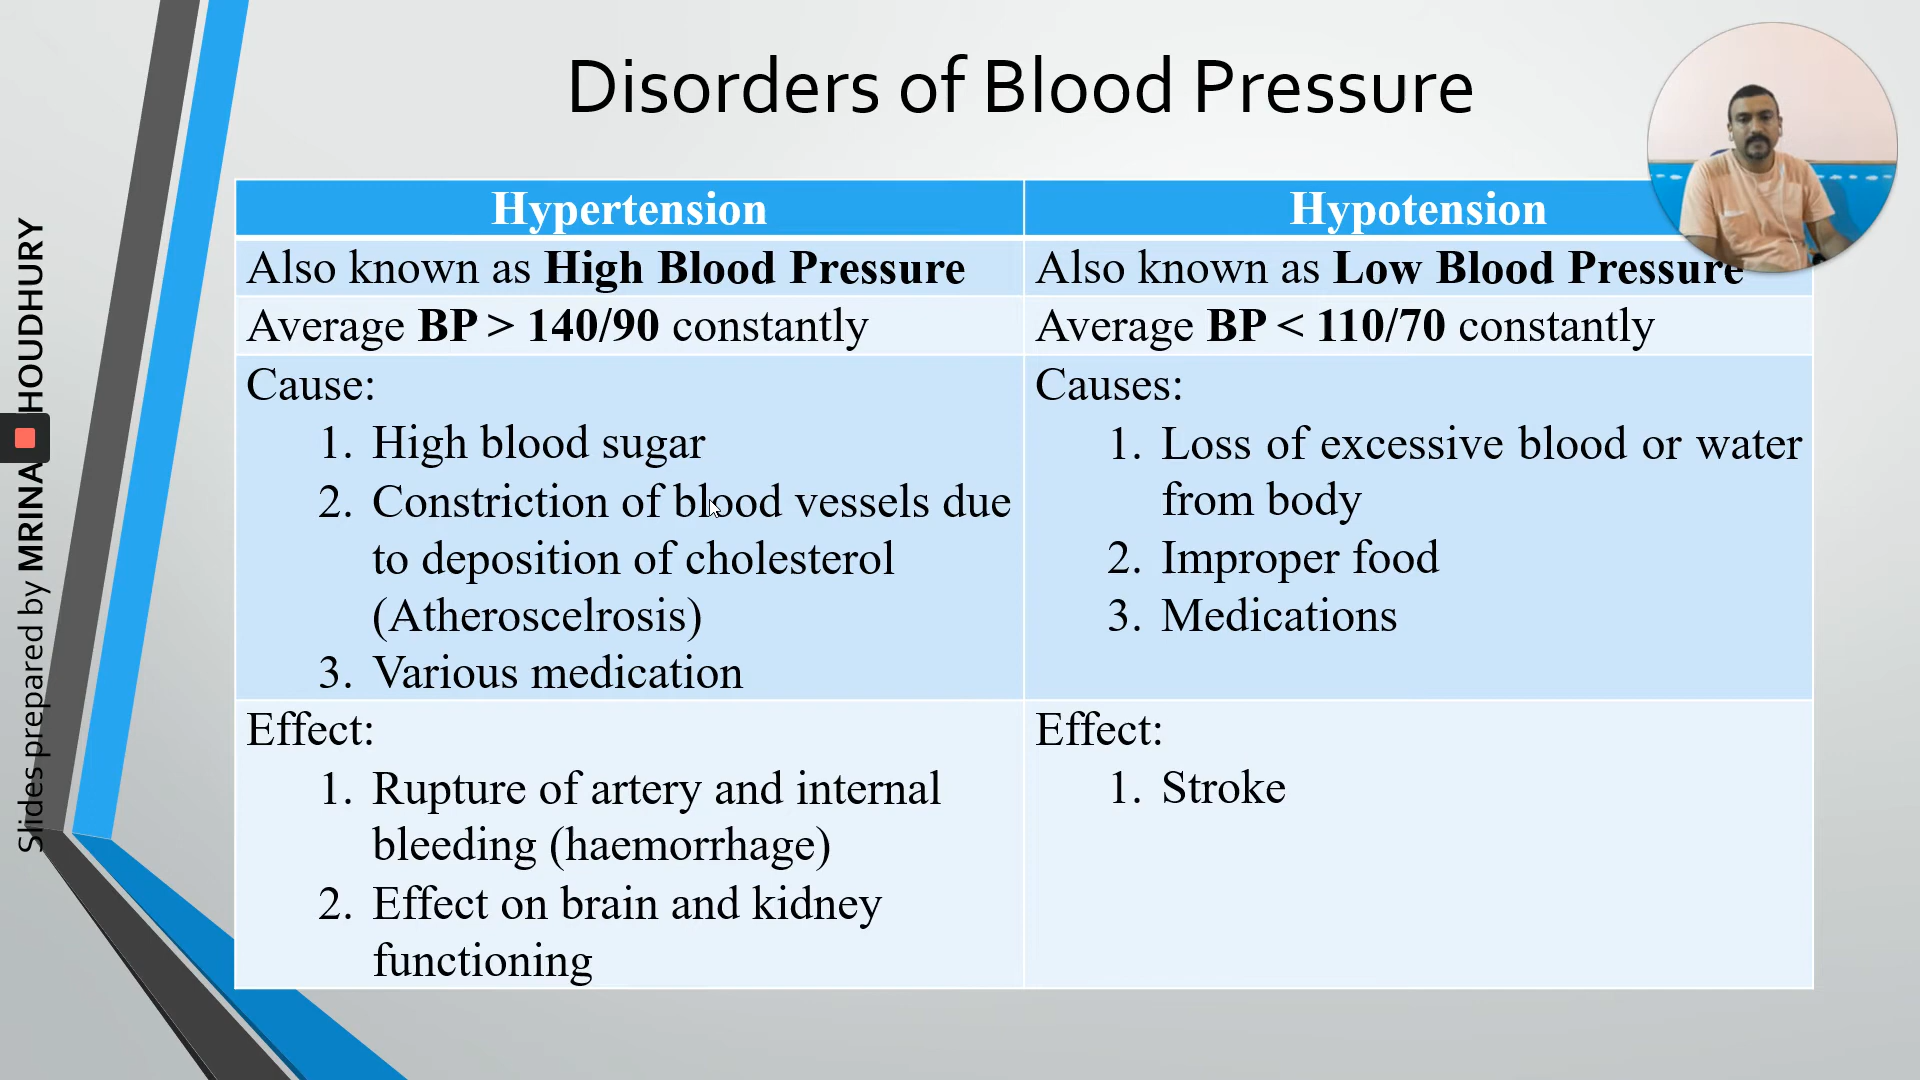 Disorders of Blood Pressure
Hypertension
Hypotension
Also known as High Blood Pressure
Also known as Low Blood Pressure
Average BP > 140/90 constantly
Average BP < 110/70 constantly
Cause:
1. High blood sugar
2. Constriction of blood vessels due
to deposition of cholesterol
(Atheroscelrosis)
3. Various medication
Causes:
1. Loss of excessive blood or water
from body
2. Improper food
3. Medications
Effect:
1. Rupture of artery and internal
bleeding (haemorrhage)
2. Effect on brain and kidney
functioning
Effect:
1. Stroke
Slides prepared by MRINA HOUDHURY